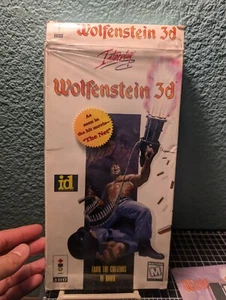 Interplay
Wolfenstein 3d
Wolfenstein 3d
As
seen in
the hit movie
"The Net"
id
FROM THE CREATORS
OF DOOM
3DO
M